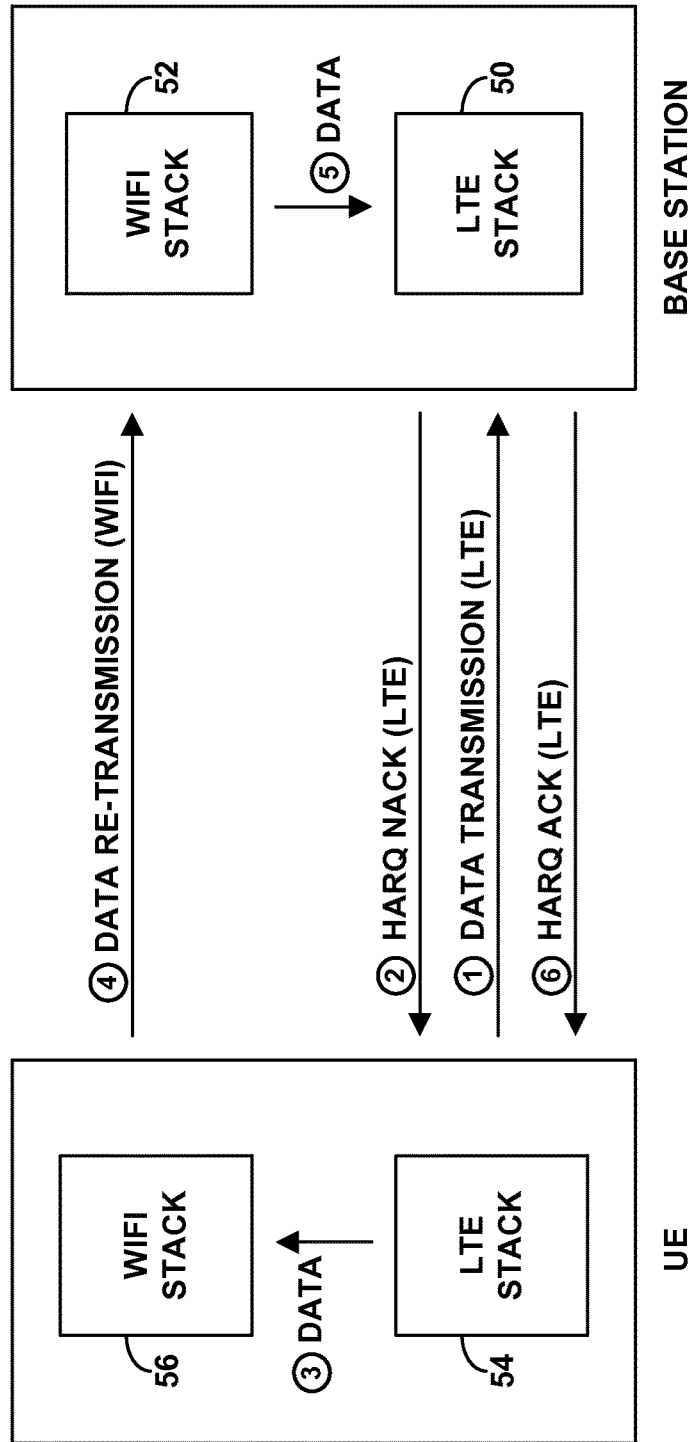 ④ DATA RE-TRANSMISSION (WIFI)
WIFI
STACK
56
③ DATA
LTE
STACK
54
UE
② HARQ NACK (LTE)
① DATA TRANSMISSION (LTE)
⑥ HARQ ACK (LTE)
WIFI
STACK
52
⑤ DATA
LTE
STACK
50
BASE STATION